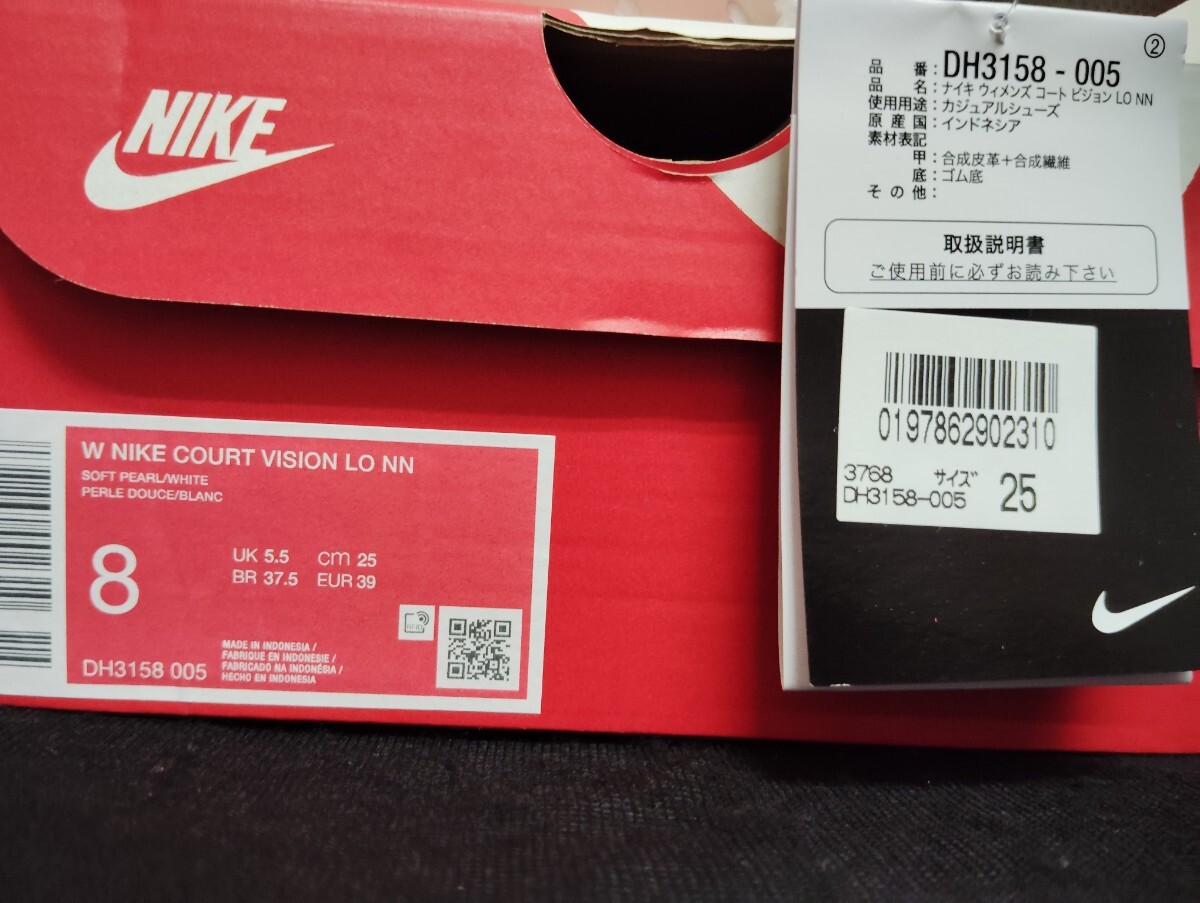 NIKE
W NIKE COURT VISION LO NN
SOFT PEARL/WHITE
PERLE DOUCE/BLANC
8
UK 5.5 cm 25
BR 37.5 EUR 39
RFID
DH3158 005
MADE IN INDONESIA /
FABRIQUE EN INDONESIE /
FABRICADO NA INDONÉSIA /
HECHO EN INDONESIA
②
品 番：DH3158 - 005
品 名：ナイキ ウィメンズ コート ビジョン LO NN
使用用途：カジュアルシューズ
原 産 国：インドネシア
素材表記
甲：合成皮革＋合成繊維
底：ゴム底
そ の 他：
取扱説明書
ご使用前に必ずお読み下さい
0197862902310
3768 サイズ
DH3158-005 25